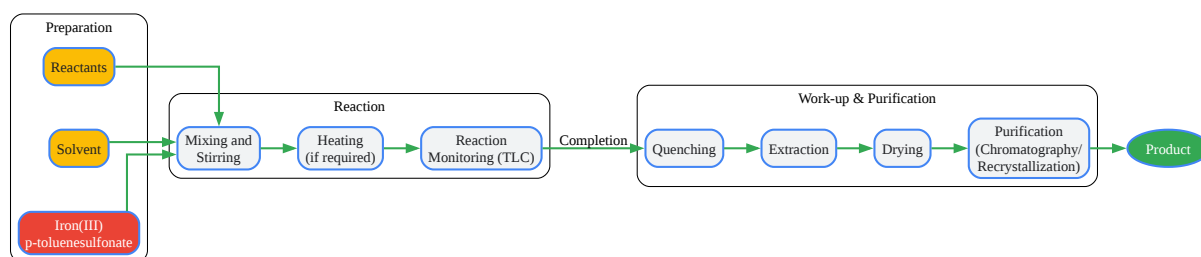 Preparation
Reactants
Solvent
Iron(III)
p-toluenesulfonate
Reaction
Mixing and
Stirring
Heating
(if required)
Reaction
Monitoring (TLC)
Completion
Work-up & Purification
Quenching
Extraction
Drying
Purification
(Chromatography/
Recrystallization)
Product